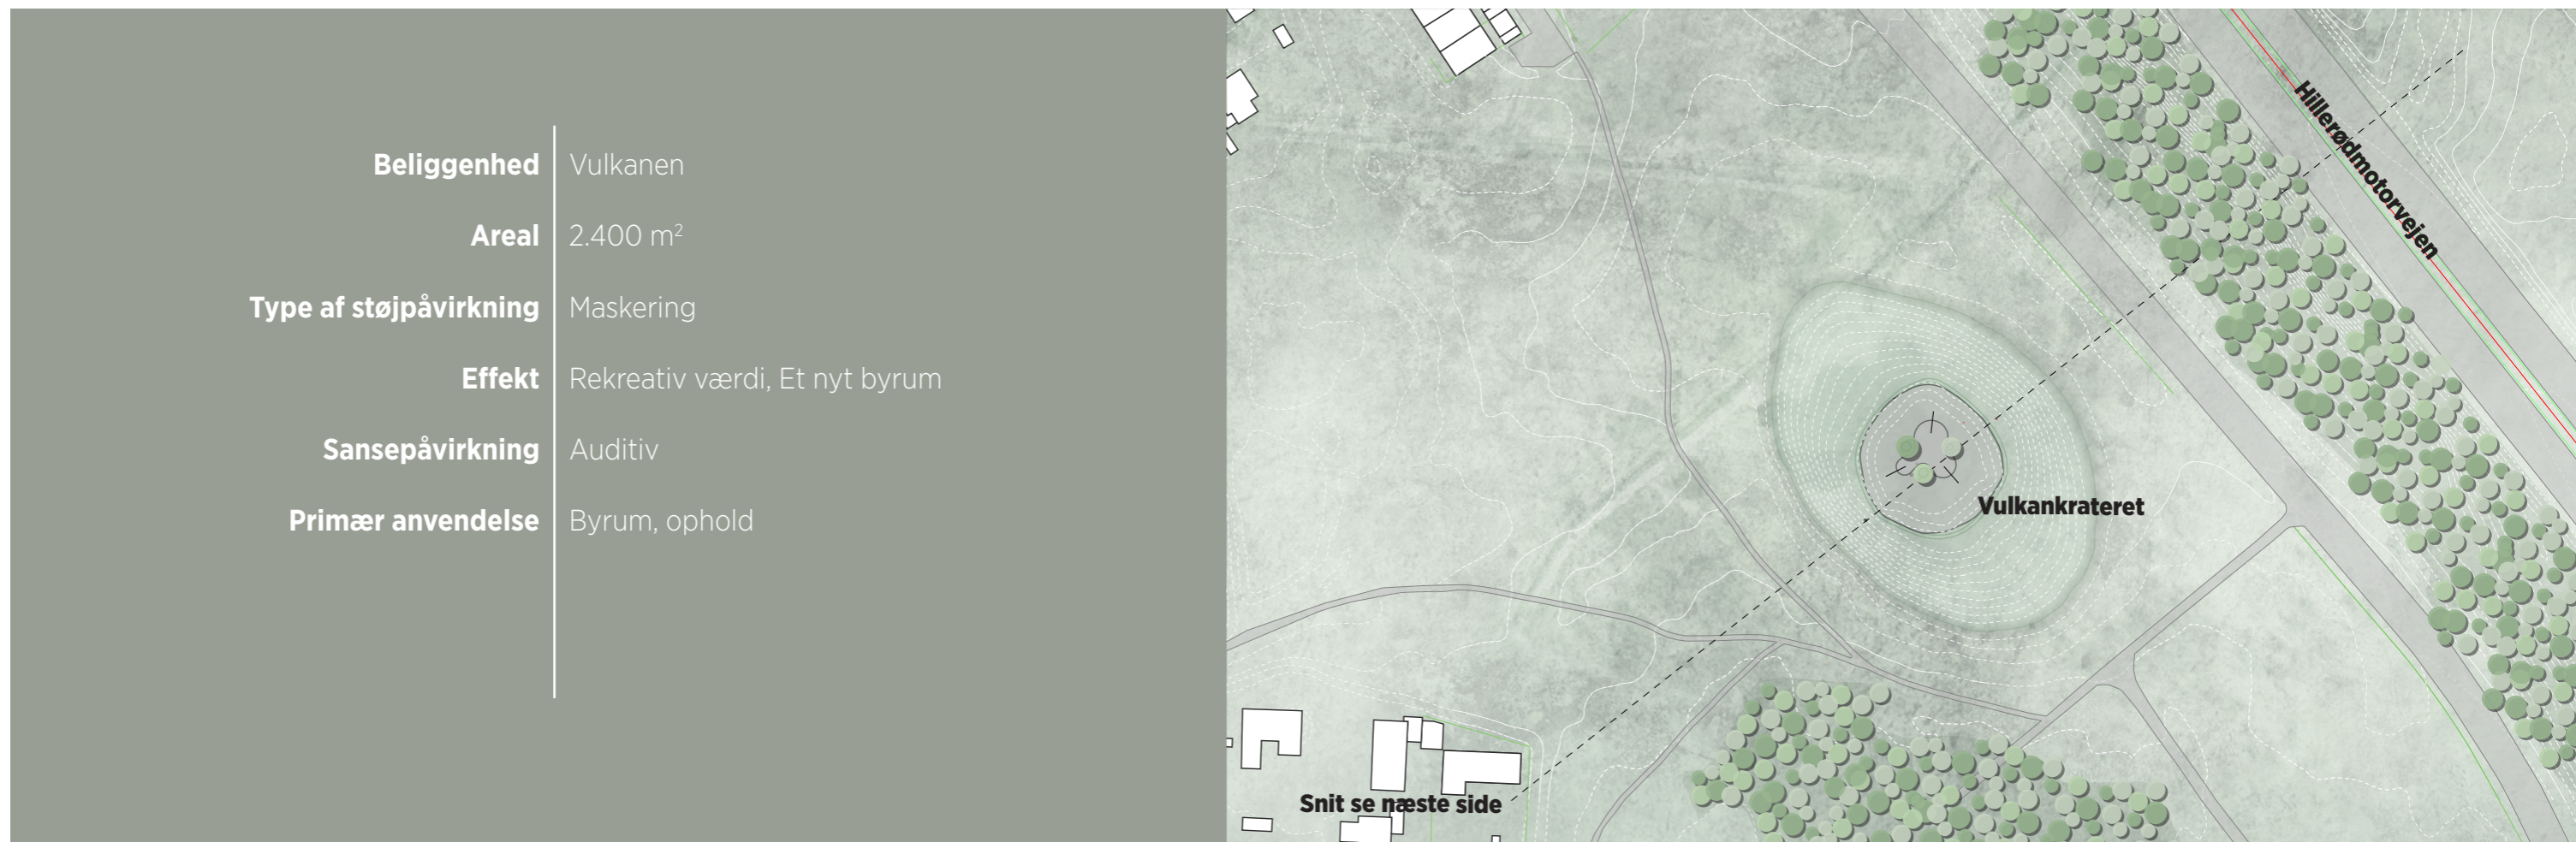 Beliggenhed Vulkanen
Areal 2.400 m²
Type af støjpåvirkning Maskering
Effekt Rekreativ værdi, Et nyt byrum
Sansepåvirkning Auditiv
Primær anvendelse Byrum, ophold
Hillerødmotorvejen
Vulkankrateret
Snit se næste side